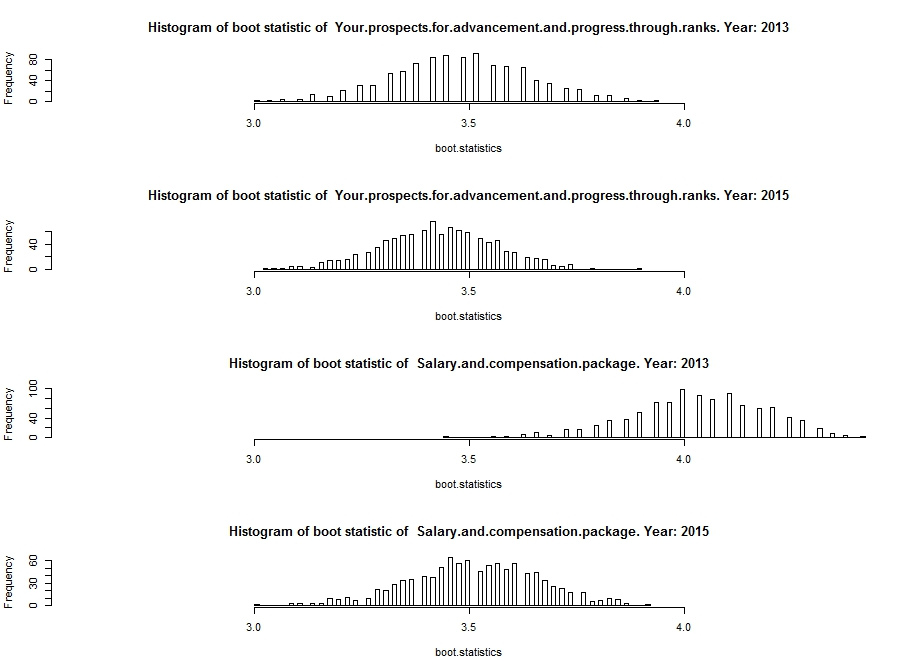 Histogram of boot statistic of  Your.prospects.for.advancement.and.progress.through.ranks. Year: 2013
Frequency
0 40 80
3.0 3.5 4.0
boot.statistics
Histogram of boot statistic of  Your.prospects.for.advancement.and.progress.through.ranks. Year: 2015
Frequency
0 40
3.0 3.5 4.0
boot.statistics
Histogram of boot statistic of  Salary.and.compensation.package. Year: 2013
Frequency
0 40 100
3.0 3.5 4.0
boot.statistics
Histogram of boot statistic of  Salary.and.compensation.package. Year: 2015
Frequency
0 30 60
3.0 3.5 4.0
boot.statistics